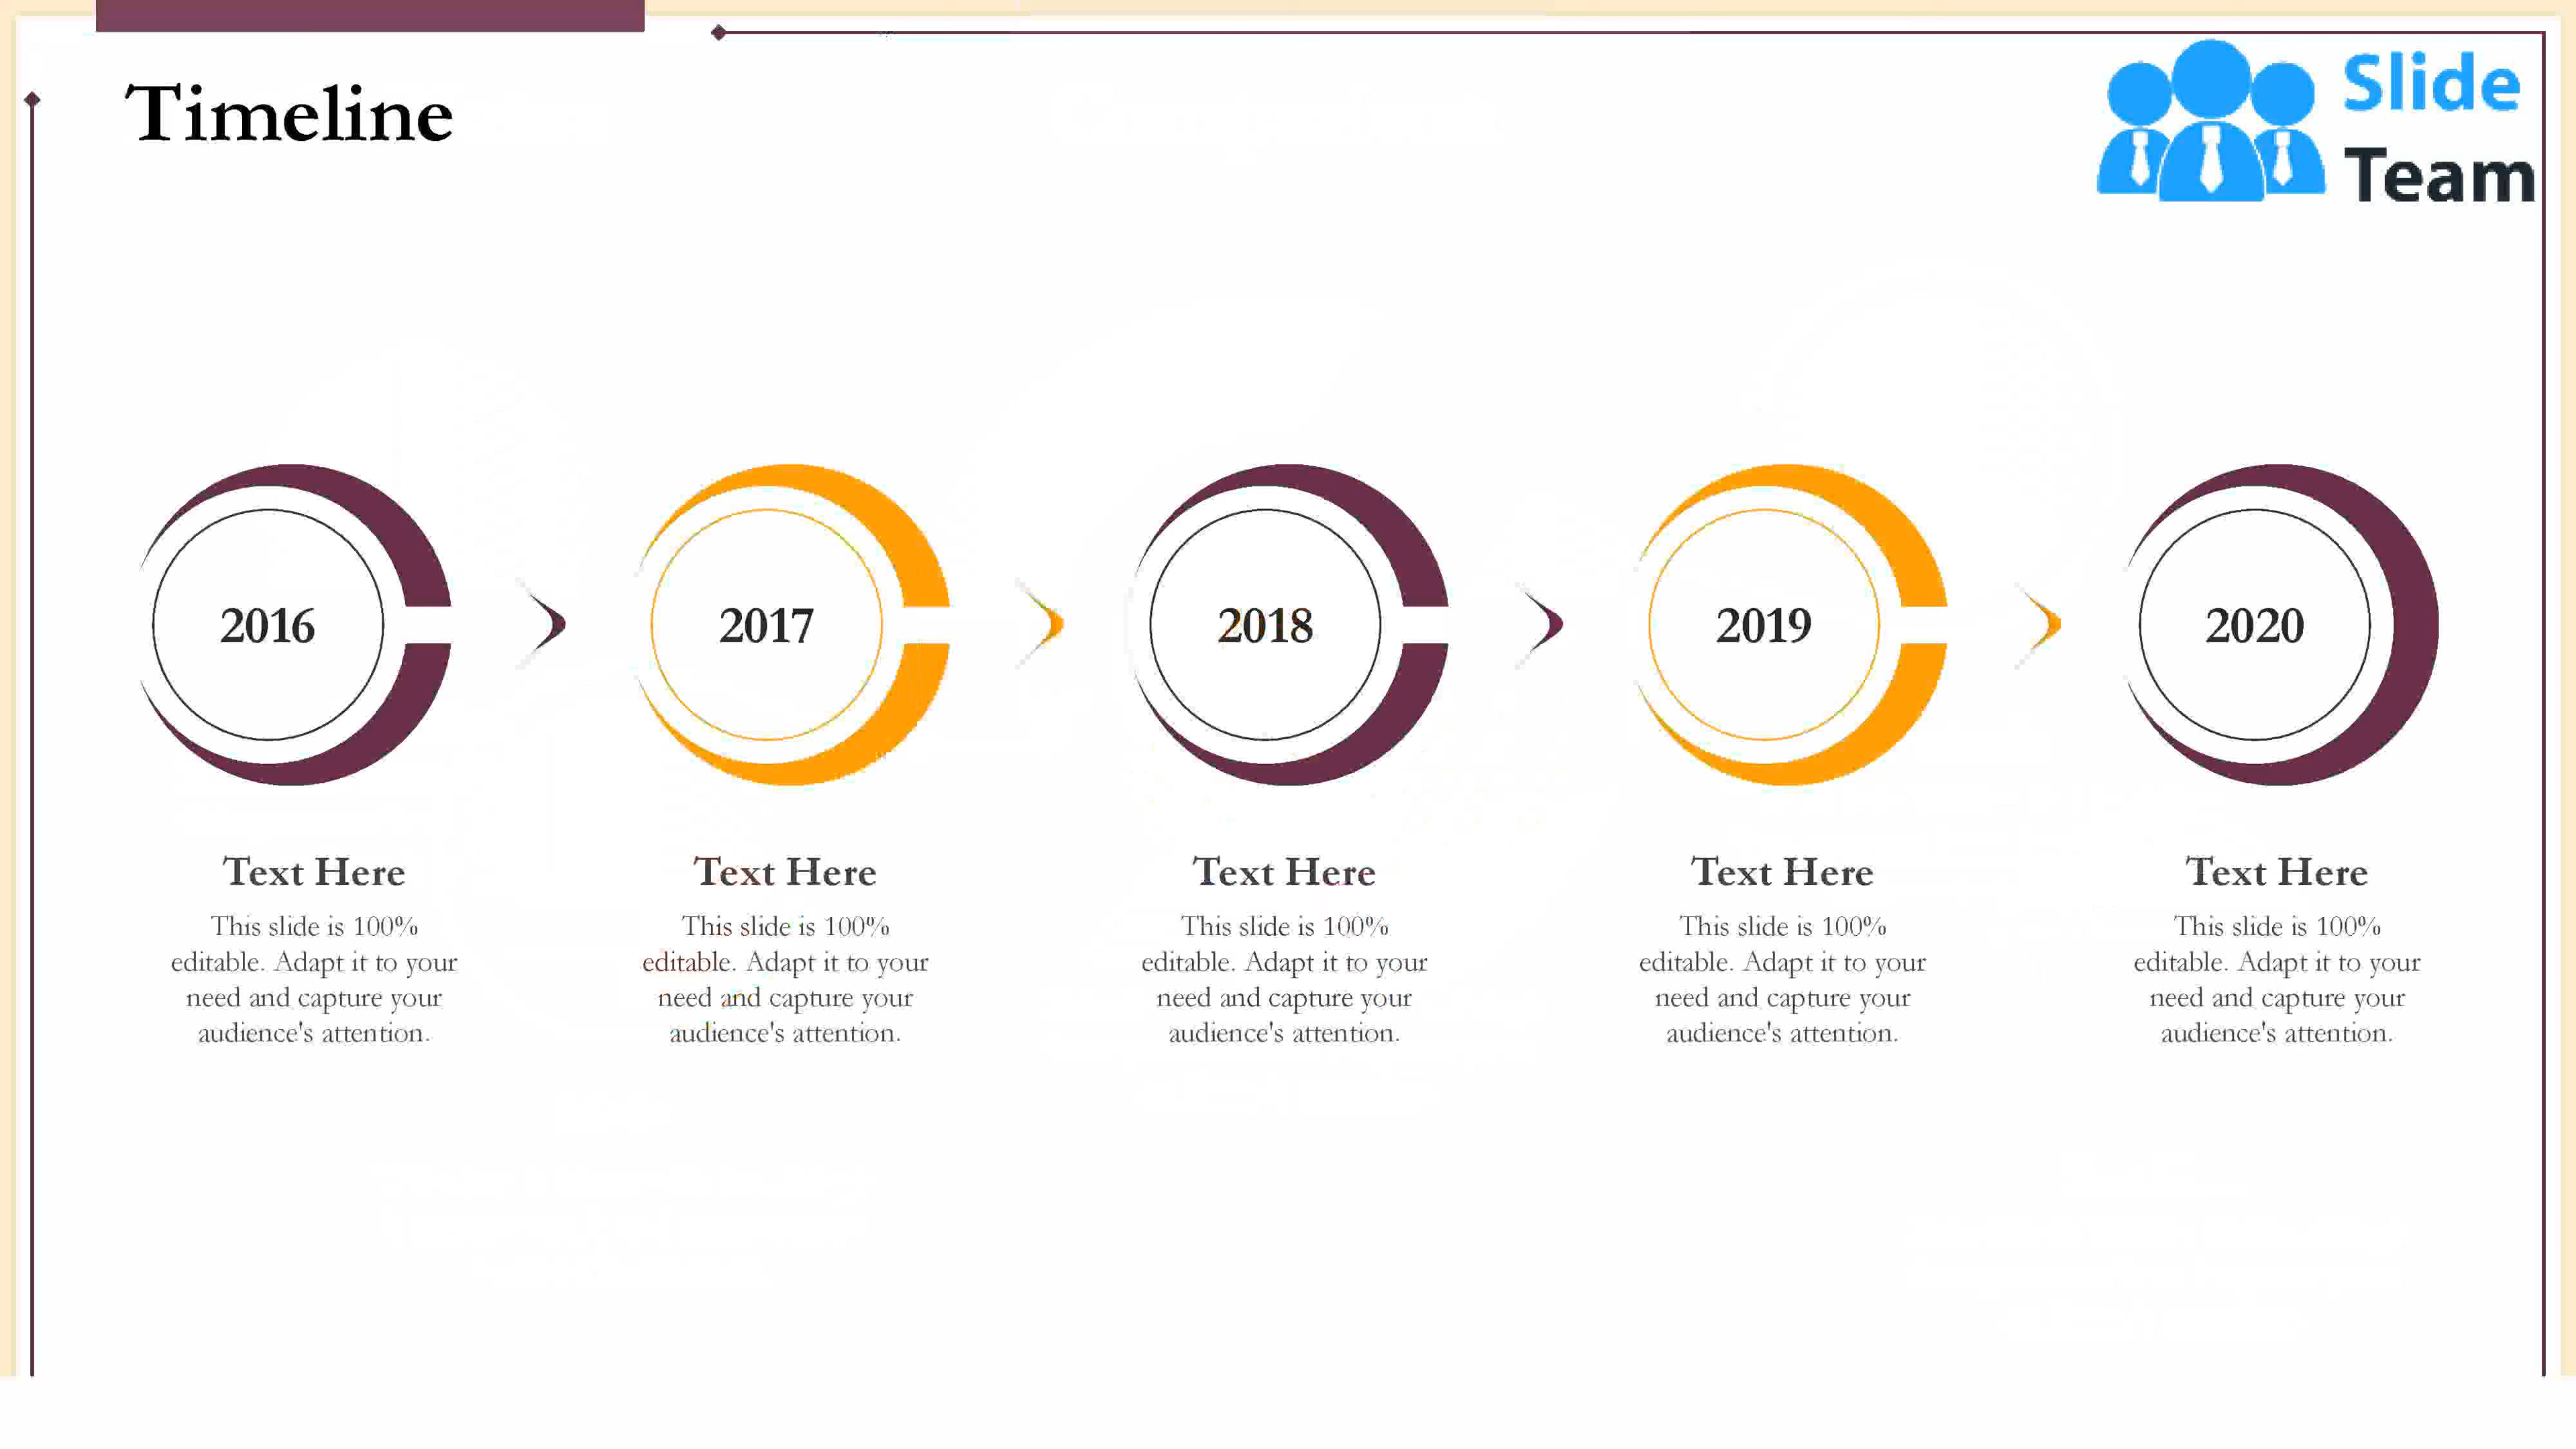 Timeline
Slide
Team
2016
2017
2018
2019
2020
Text Here
This slide is 100%
editable. Adapt it to your
need and capture your
audience's attention.
Text Here
This slide is 100%
editable. Adapt it to your
need and capture your
audience's attention.
Text Here
This slide is 100%
editable. Adapt it to your
need and capture your
audience's attention.
Text Here
This slide is 100%
editable. Adapt it to your
need and capture your
audience's attention.
Text Here
This slide is 100%
editable. Adapt it to your
need and capture your
audience's attention.